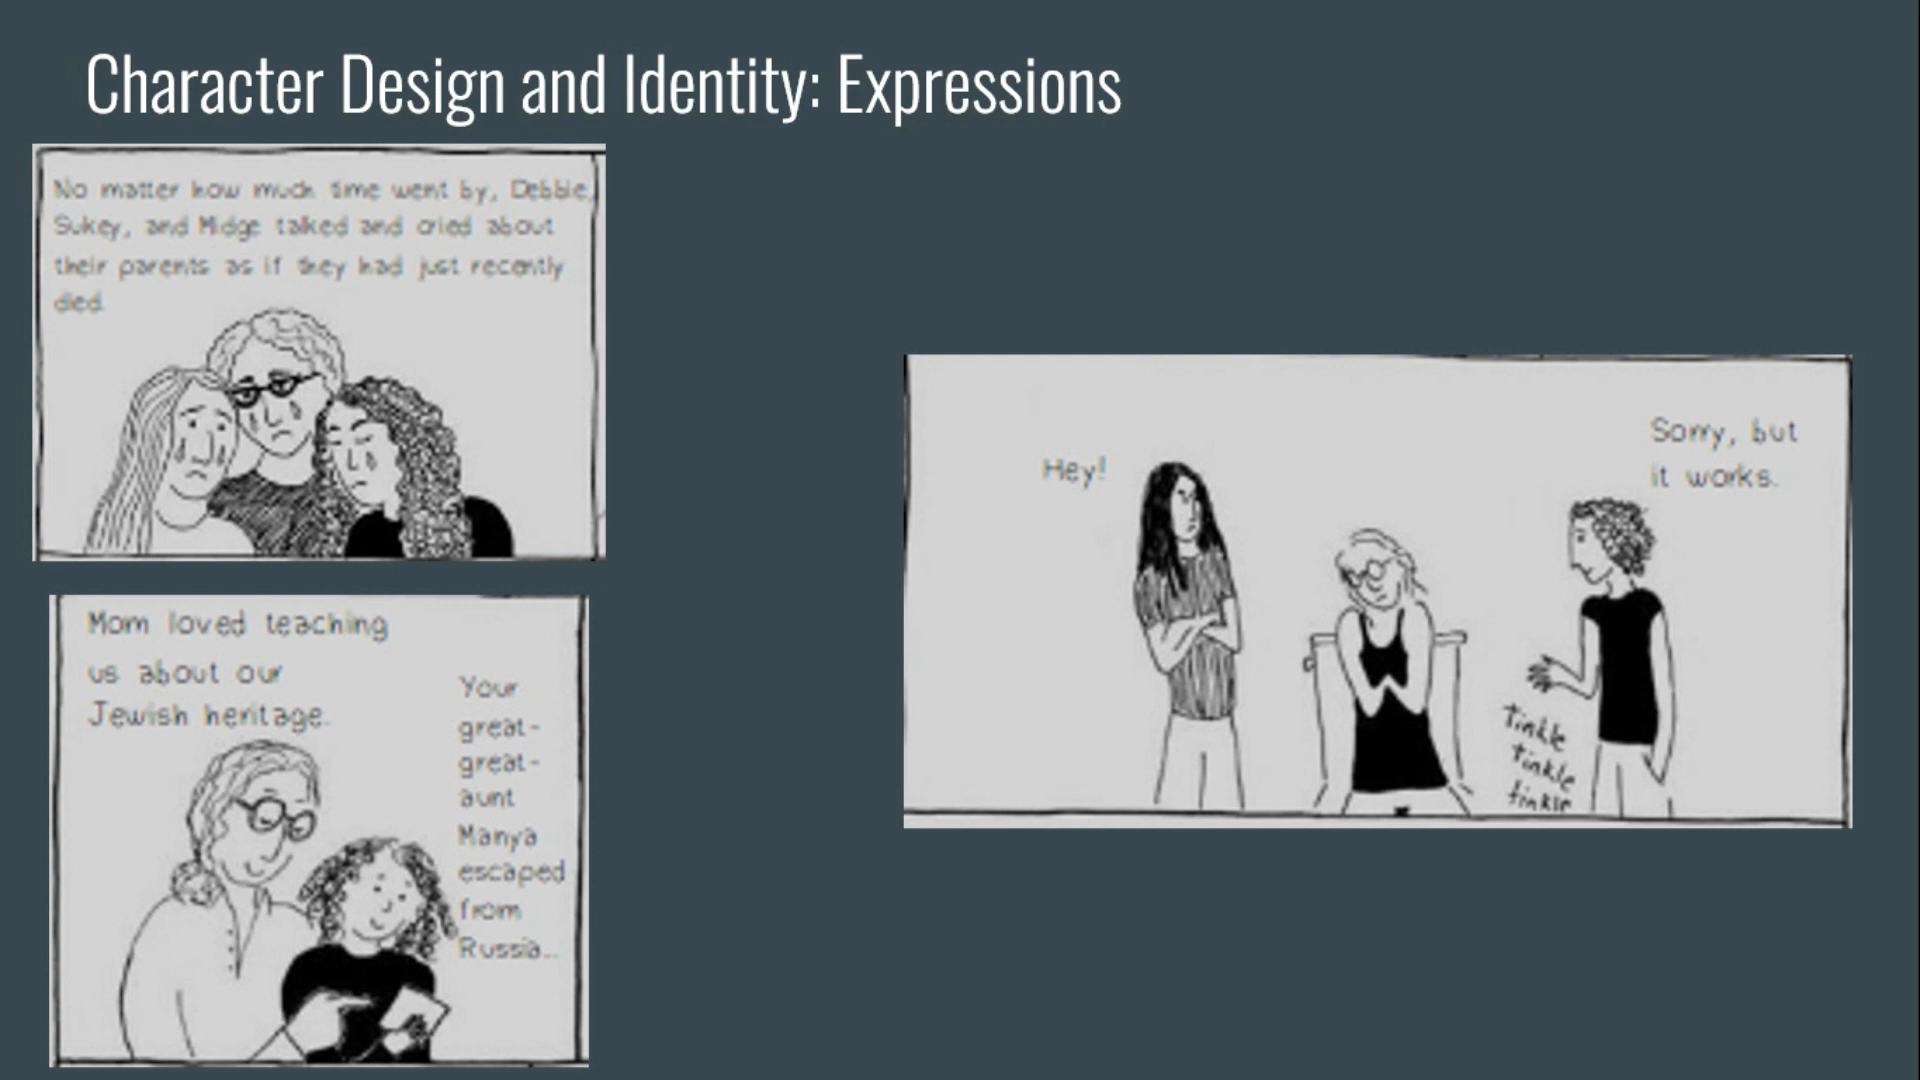 Character Design and Identity: Expressions
No matter how much time went by, Debbie,
Sukey, and Midge talked and cried about
their parents as if they had just recently
died.
Mom loved teaching
us about our
Jewish heritage.
Your
great-
great-
aunt
Manya
escaped
from
Russia...
Hey!
Sorry, but
it works.
tinkle
tinkle
tinkle